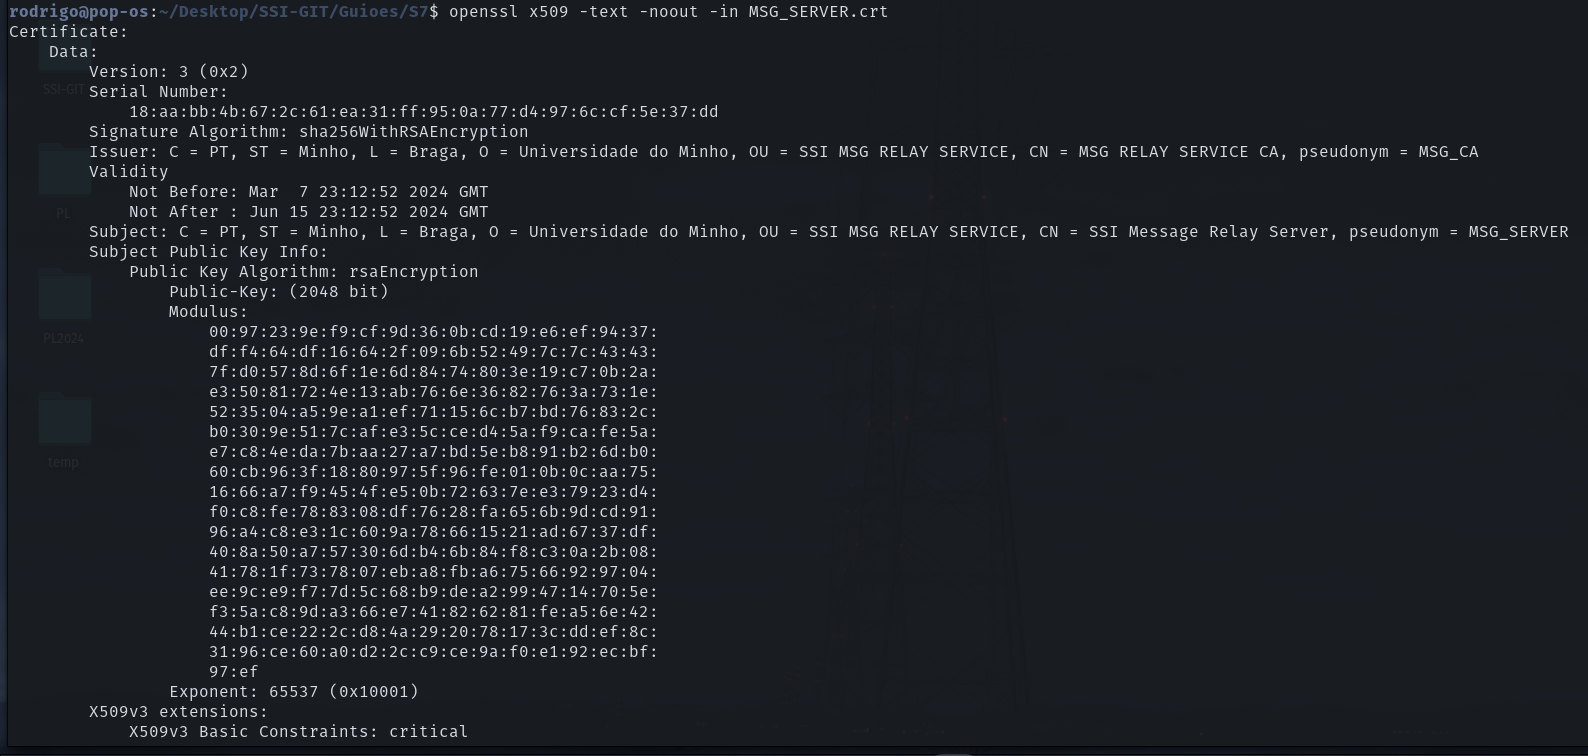 rodrigo@pop-os:~/Desktop/SSI-GIT/Guioes/S7$ openssl x509 -text -noout -in MSG_SERVER.crt
Certificate:
    Data:
        Version: 3 (0x2)
        Serial Number:
            18:aa:bb:4b:67:2c:61:ea:31:ff:95:0a:77:d4:97:6c:cf:5e:37:dd
        Signature Algorithm: sha256WithRSAEncryption
        Issuer: C = PT, ST = Minho, L = Braga, O = Universidade do Minho, OU = SSI MSG RELAY SERVICE, CN = MSG RELAY SERVICE CA, pseudonym = MSG_CA
        Validity
            Not Before: Mar  7 23:12:52 2024 GMT
            Not After : Jun 15 23:12:52 2024 GMT
        Subject: C = PT, ST = Minho, L = Braga, O = Universidade do Minho, OU = SSI MSG RELAY SERVICE, CN = SSI Message Relay Server, pseudonym = MSG_SERVER
        Subject Public Key Info:
            Public Key Algorithm: rsaEncryption
                Public-Key: (2048 bit)
                Modulus:
                    00:97:23:9e:f9:cf:9d:36:0b:cd:19:e6:ef:94:37:
                    df:f4:64:df:16:64:2f:09:6b:52:49:7c:7c:43:43:
                    7f:d0:57:8d:6f:1e:6d:84:74:80:3e:19:c7:0b:2a:
                    e3:50:81:72:4e:13:ab:76:6e:36:82:76:3a:73:1e:
                    52:35:04:a5:9e:a1:ef:71:15:6c:b7:bd:76:83:2c:
                    b0:30:9e:51:7c:af:e3:5c:ce:d4:5a:f9:ca:fe:5a:
                    e7:c8:4e:da:7b:aa:27:a7:bd:5e:b8:91:b2:6d:b0:
                    60:cb:96:3f:18:80:97:5f:96:fe:01:0b:0c:aa:75:
                    16:66:a7:f9:45:4f:e5:0b:72:63:7e:e3:79:23:d4:
                    f0:c8:fe:78:83:08:df:76:28:fa:65:6b:9d:cd:91:
                    96:a4:c8:e3:1c:60:9a:78:66:15:21:ad:67:37:df:
                    40:8a:50:a7:57:30:6d:b4:6b:84:f8:c3:0a:2b:08:
                    41:78:1f:73:78:07:eb:a8:fb:a6:75:66:92:97:04:
                    ee:9c:e9:f7:7d:5c:68:b9:de:a2:99:47:14:70:5e:
                    f3:5a:c8:9d:a3:66:e7:41:82:62:81:fe:a5:6e:42:
                    44:b1:ce:22:2c:d8:4a:29:20:78:17:3c:dd:ef:8c:
                    31:96:ce:60:a0:d2:2c:c9:ce:9a:f0:e1:92:ec:bf:
                    97:ef
                Exponent: 65537 (0x10001)
        X509v3 extensions:
            X509v3 Basic Constraints: critical
SSI-GIT
PL
PL2024
temp